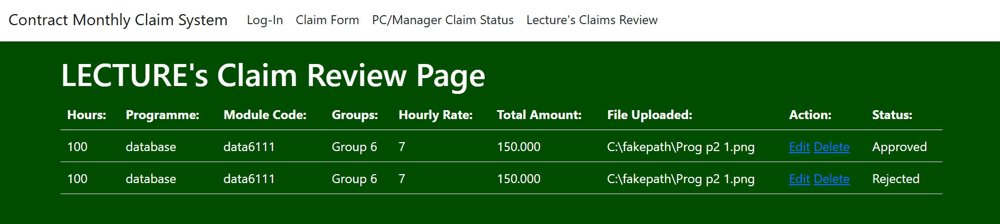 Contract Monthly Claim System Log-In Claim Form PC/Manager Claim Status Lecture's Claims Review
LECTURE's Claim Review Page
Hours: Programme: Module Code: Groups: Hourly Rate: Total Amount: File Uploaded: Action: Status:
100 database data6111 Group 6 7 150.000 C:\fakepath\Prog p2 1.png Edit Delete Approved
100 database data6111 Group 6 7 150.000 C:\fakepath\Prog p2 1.png Edit Delete Rejected